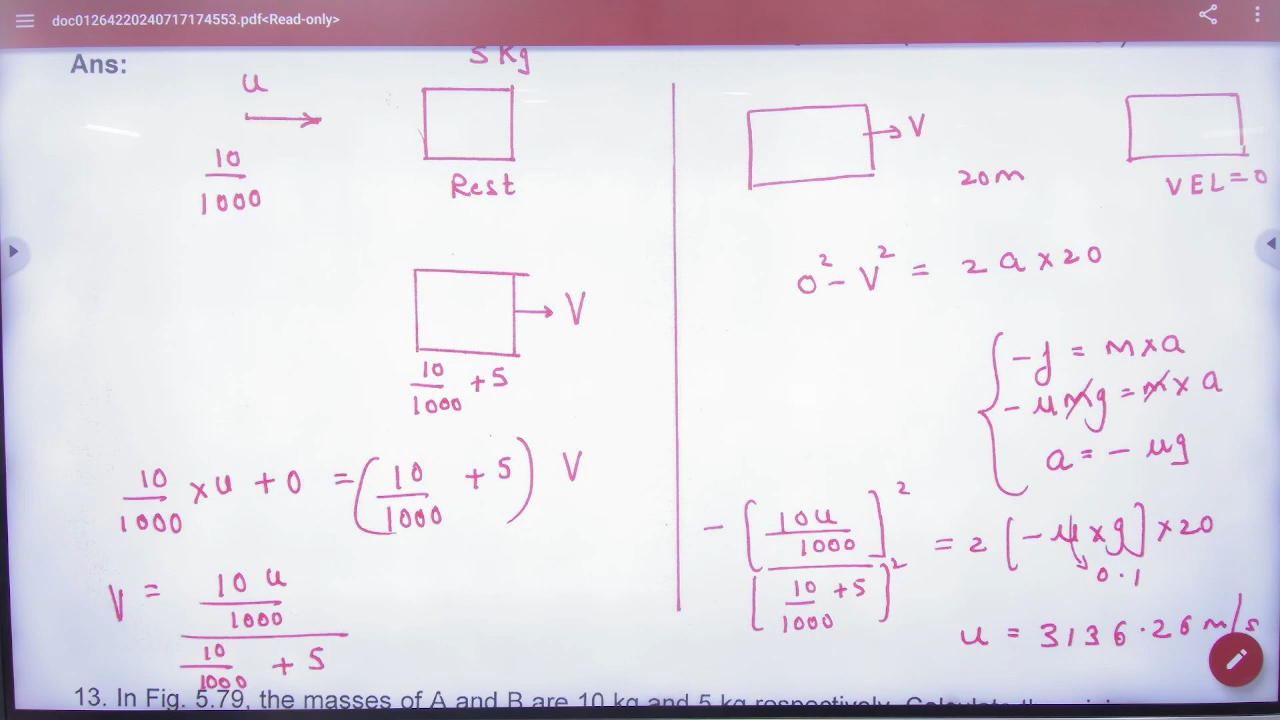 doc01264220240717174553.pdf<Read-only>
Ans:
5 Kg
u
10
1000
Rest
V
10
1000 + 5
10/1000 × u + 0 = (10/1000 + 5) V
V = (10 u/1000) / (10/1000 + 5)
V
20m
VEL = 0
0² - V² = 2 a × 20
- f = m × a
- μ m g = m × a
a = - μg
- [10u/1000]² / [10/1000 + 5]² = 2 [- μ × g] × 20
0.1
u = 3136.26 m/s
13. In Fig. 5.79, the masses of A and B are 10 kg and 5 kg respectively.